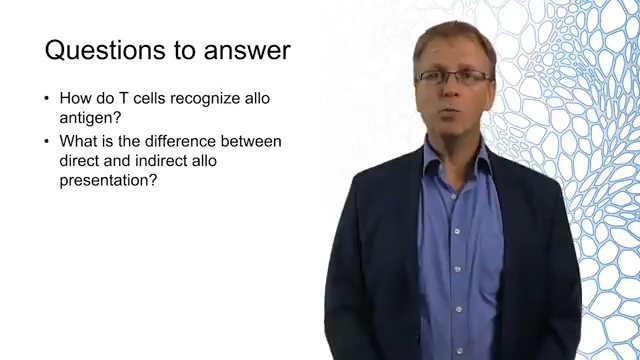 Questions to answer
• How do T cells recognize allo
antigen?
• What is the difference between
direct and indirect allo
presentation?